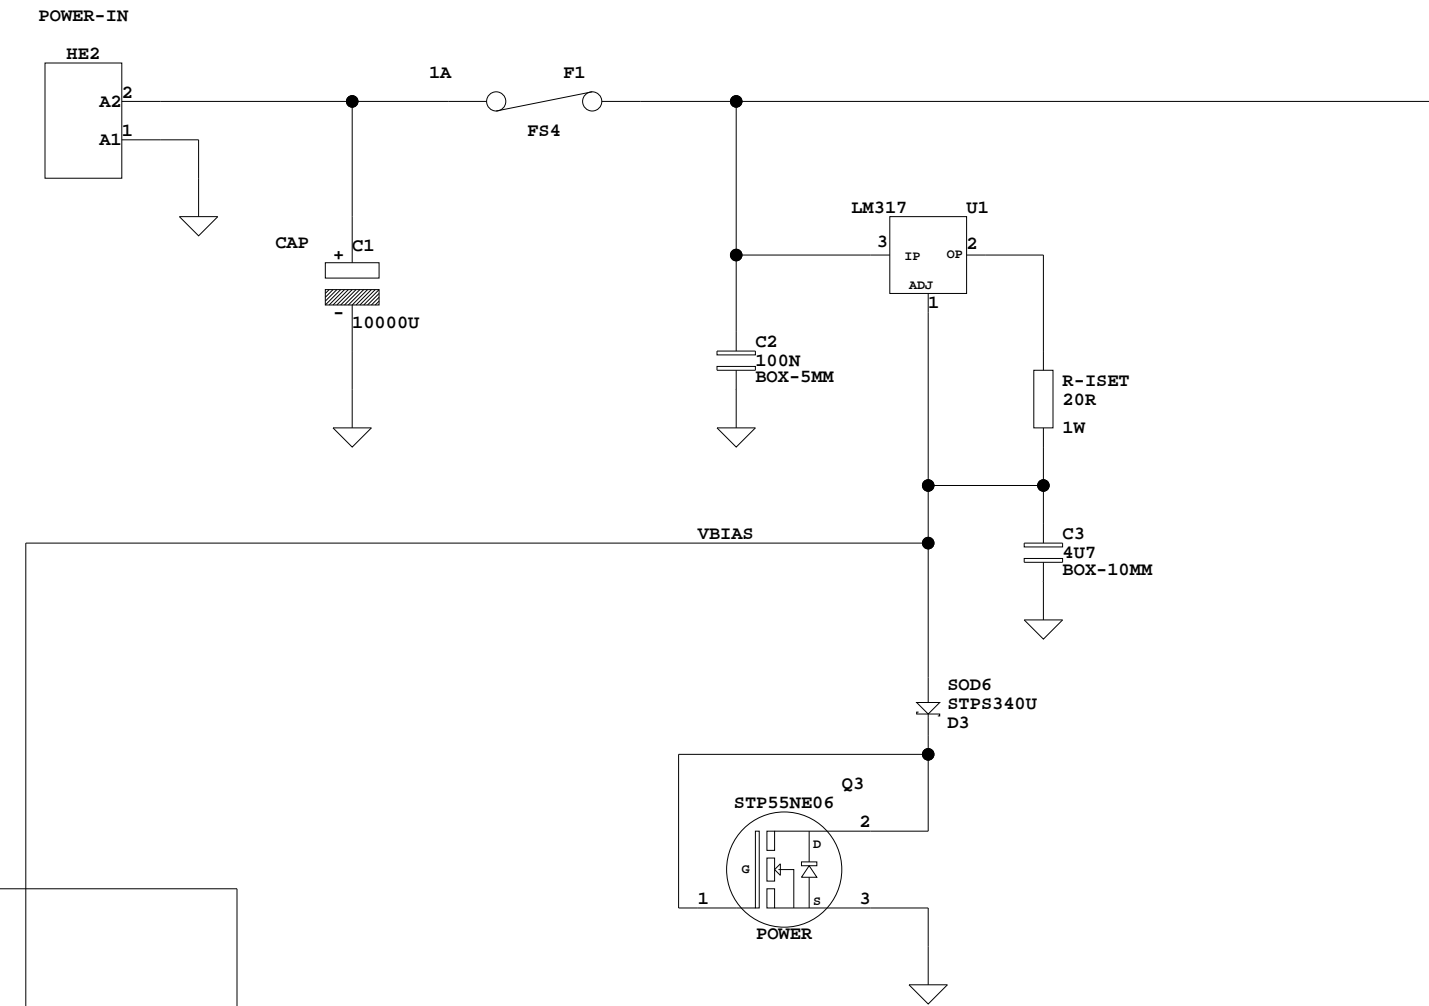 POWER-IN
HE2
A2 2
A1 1
1A
F1
FS4
CAP
+ C1
-
10000U
LM317 U1
3 IP OP 2
ADJ
1
C2
100N
BOX-5MM
R-ISET
20R
1W
VBIAS
C3
4U7
BOX-10MM
SOD6
STPS340U
D3
Q3
STP55NE06
2
D
G
1
S
3
POWER